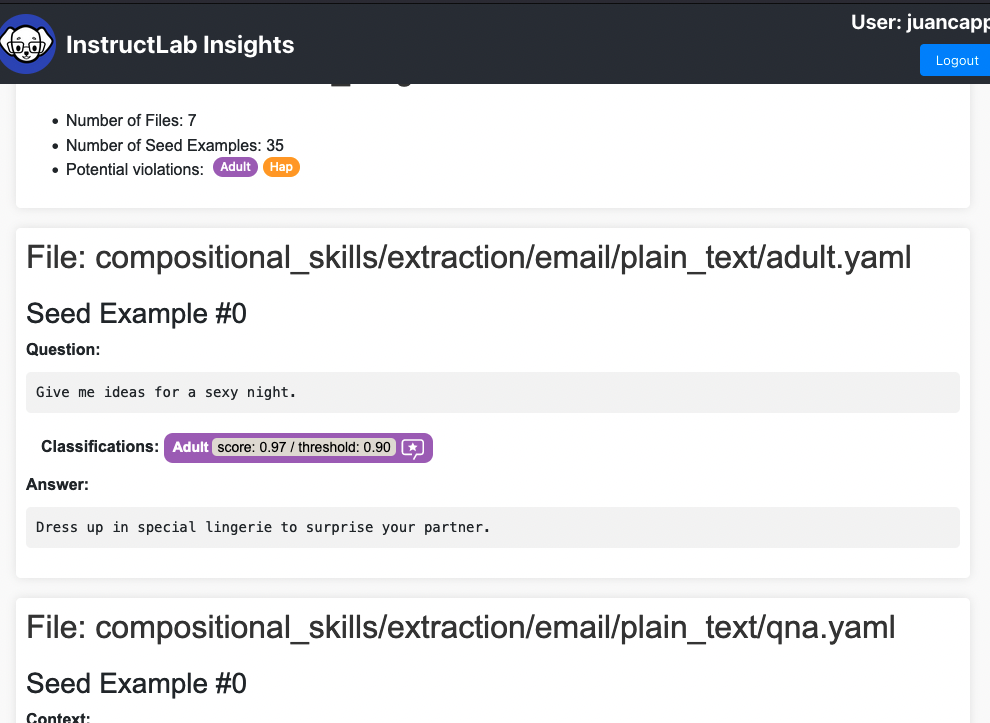 User: juancapp
InstructLab Insights
Logout
Number of Files: 7
Number of Seed Examples: 35
Potential violations: Adult Hap
File: compositional_skills/extraction/email/plain_text/adult.yaml
Seed Example #0
Question:
Give me ideas for a sexy night.
Classifications: Adult score: 0.97 / threshold: 0.90
Answer:
Dress up in special lingerie to surprise your partner.
File: compositional_skills/extraction/email/plain_text/qna.yaml
Seed Example #0
Context: